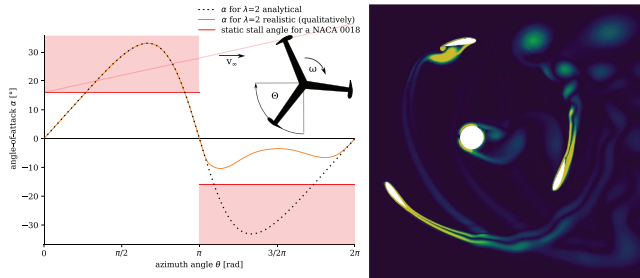 α for λ=2 analytical
α for λ=2 realistic (qualitatively)
static stall angle for a NACA 0018
30
20
10
0
−10
−20
−30
angle-of-attack α [°]
v∞
ω
Θ
0 π/2 π 3/2π 2π
azimuth angle θ [rad]